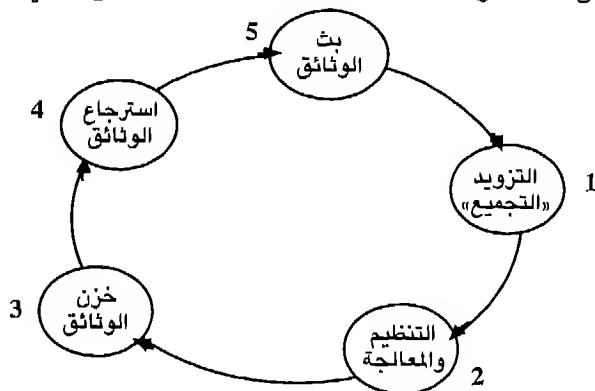 5
بث
الوثائق
4
استرجاع
الوثائق
التزويد
«التجميع»
1
3
خزن
الوثائق
التنظيم
والمعالجة
2